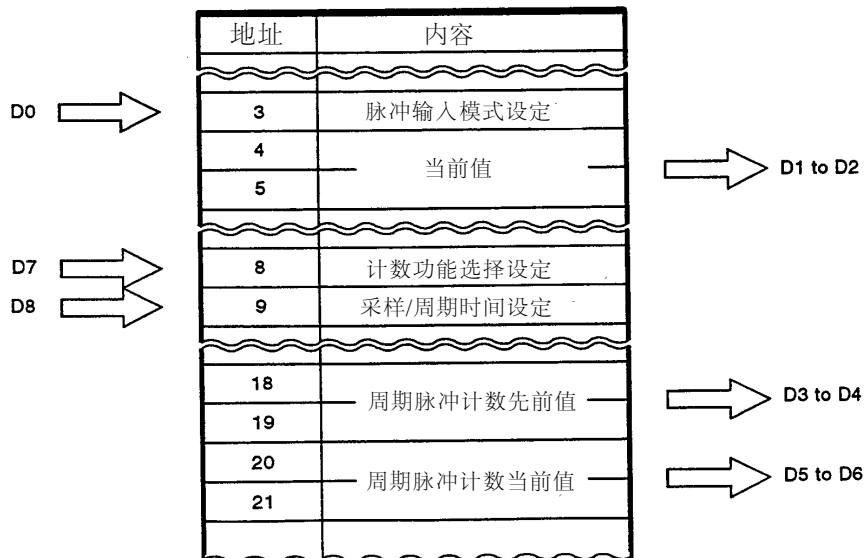 地址 内容
D0 3 脉冲输入模式设定
4
当前值 D1 to D2
5
D7 8 计数功能选择设定
D8 9 采样/周期时间设定
18
周期脉冲计数先前值 D3 to D4
19
20
周期脉冲计数当前值 D5 to D6
21